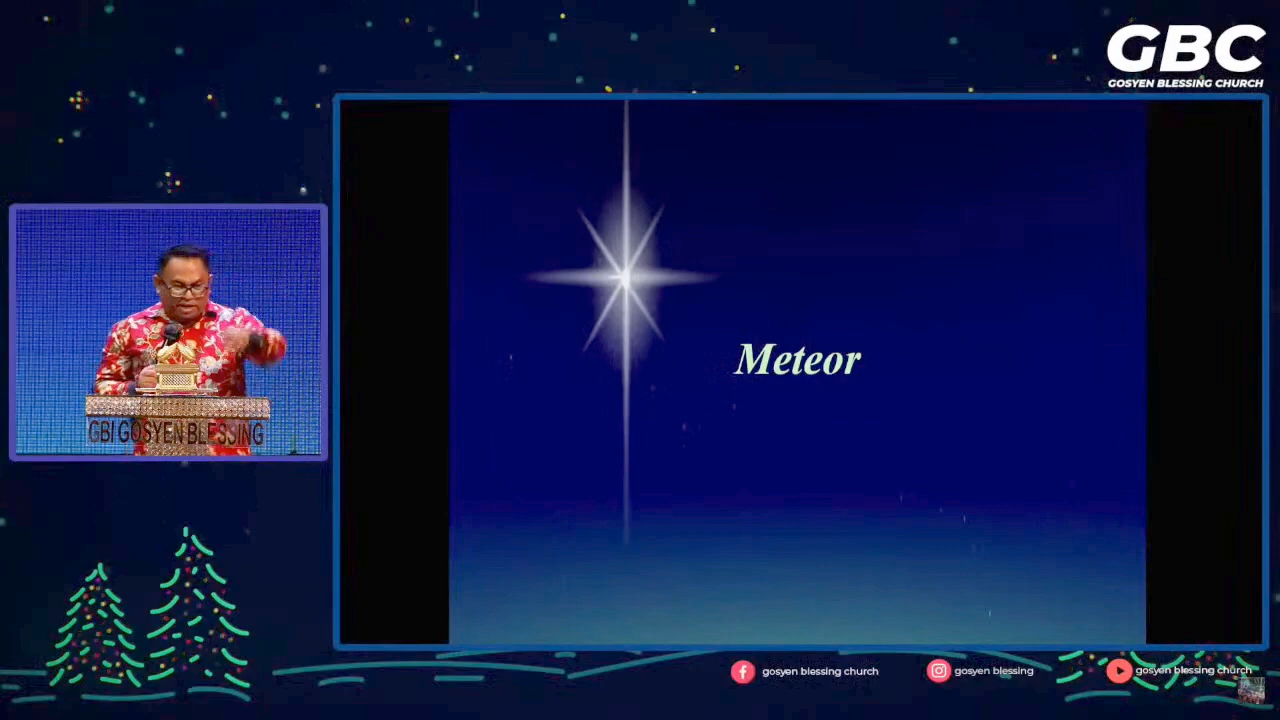 GBC
GOSYEN BLESSING CHURCH
Meteor
GBI GOSYEN BLESSING
gosyen blessing church
gosyen blessing
gosyen blessing church